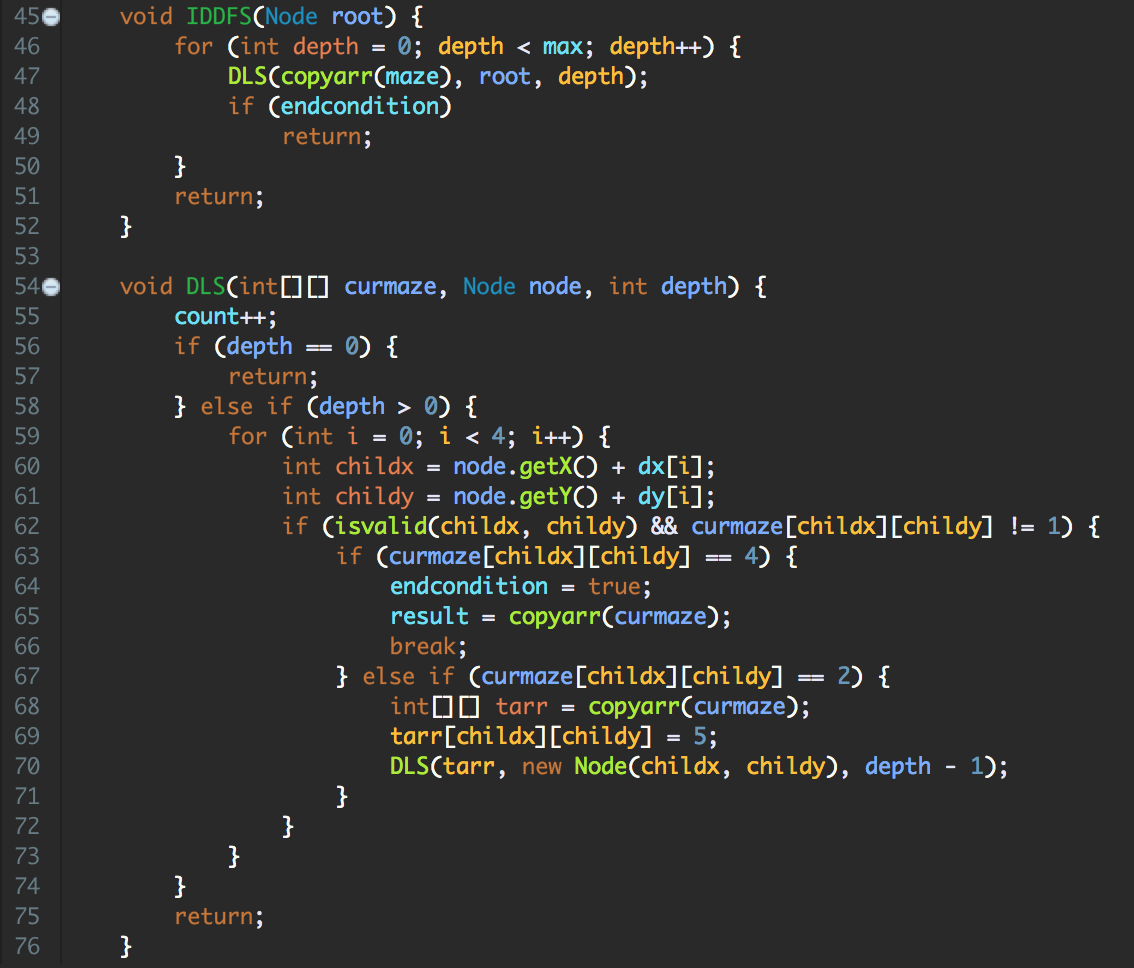 45 void IDDFS(Node root) {
46 for (int depth = 0; depth < max; depth++) {
47 DLS(copyarr(maze), root, depth);
48 if (endcondition)
49 return;
50 }
51 return;
52 }
53
54 void DLS(int[][] curmaze, Node node, int depth) {
55 count++;
56 if (depth == 0) {
57 return;
58 } else if (depth > 0) {
59 for (int i = 0; i < 4; i++) {
60 int childx = node.getX() + dx[i];
61 int childy = node.getY() + dy[i];
62 if (isvalid(childx, childy) && curmaze[childx][childy] != 1) {
63 if (curmaze[childx][childy] == 4) {
64 endcondition = true;
65 result = copyarr(curmaze);
66 break;
67 } else if (curmaze[childx][childy] == 2) {
68 int[][] tarr = copyarr(curmaze);
69 tarr[childx][childy] = 5;
70 DLS(tarr, new Node(childx, childy), depth - 1);
71 }
72 }
73 }
74 }
75 return;
76 }